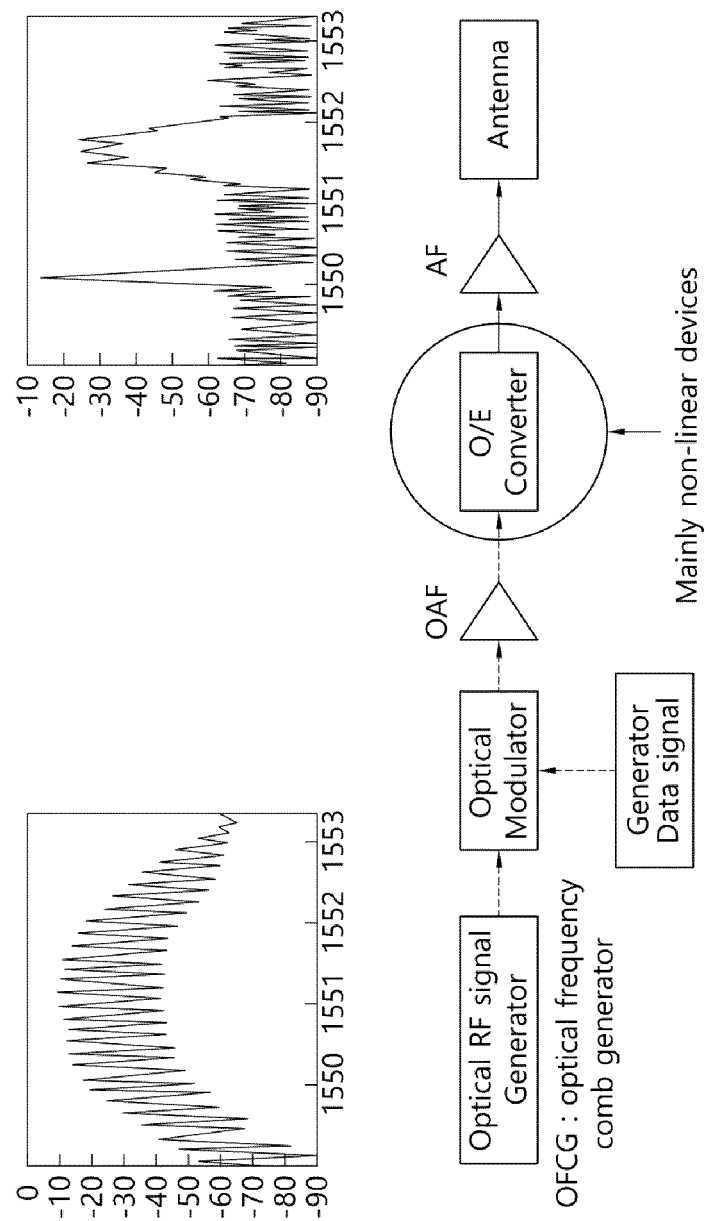 0
-10
-20
-30
-40
-50
-60
-70
-80
-90
1550
1551
1552
1553
-10
-20
-30
-40
-50
-60
-70
-80
-90
1550
1551
1552
1553
Optical RF signal
Generator
OFCG : optical frequency
comb generator
Optical
Modulator
Generator
Data signal
OAF
O/E
Converter
Mainly non-linear devices
AF
Antenna